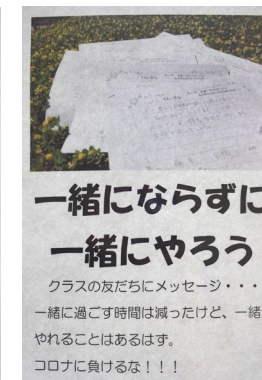 一緒にならずに
一緒にやろう
クラスの友だちにメッセージ・・・
一緒に過ごす時間は減ったけど、一緒
やれることはあるはず。
コロナに負けるな！！！